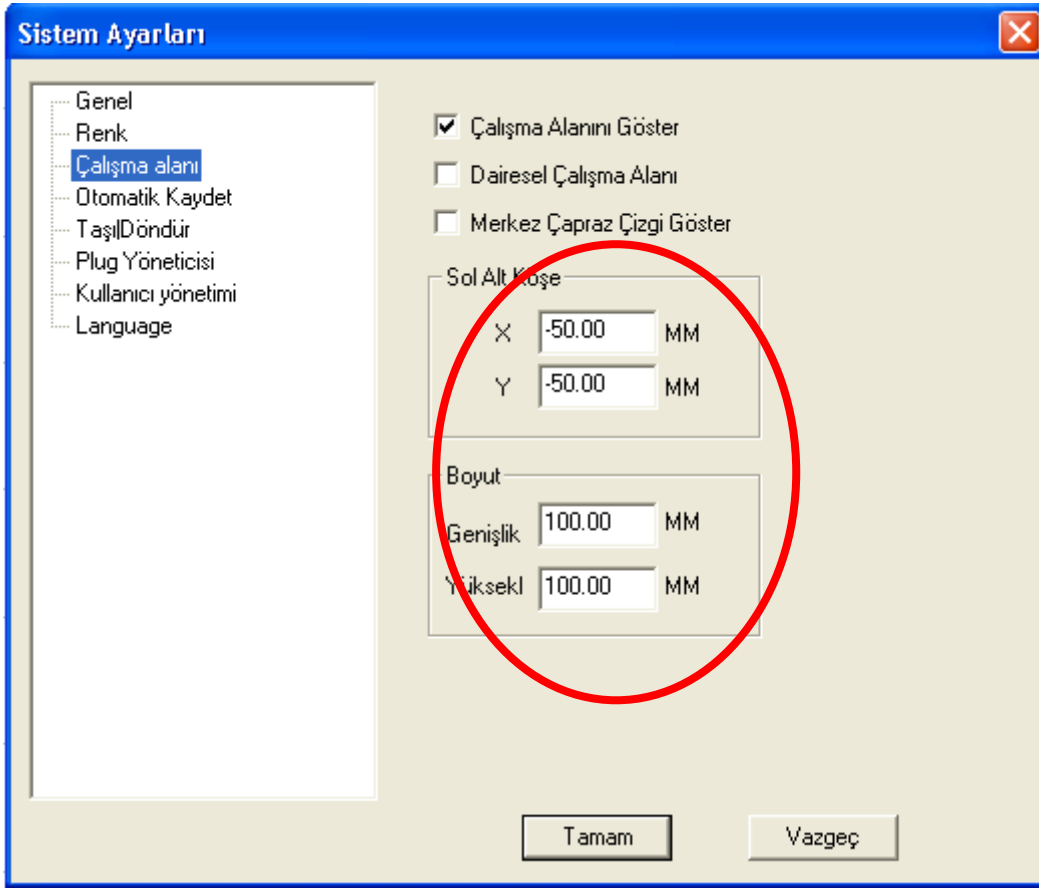 Sistem Ayarları
Genel
Renk
Çalışma alanı
Otomatik Kaydet
Taşı|Döndür
Plug Yöneticisi
Kullanıcı yönetimi
Language
Çalışma Alanını Göster
Dairesel Çalışma Alanı
Merkez Çapraz Çizgi Göster
Sol Alt Köşe
X -50.00 MM
Y -50.00 MM
Boyut
Genişlik 100.00 MM
Yüksekl 100.00 MM
Tamam Vazgeç